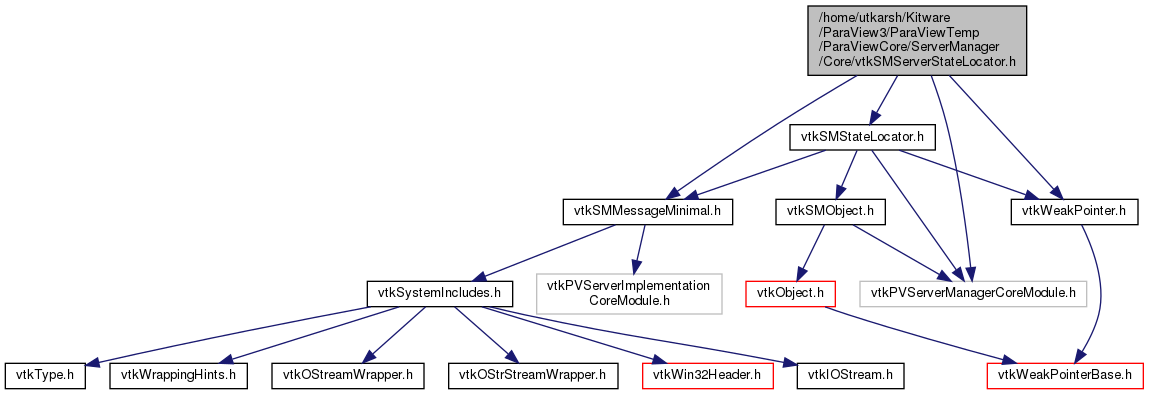 /home/utkarsh/Kitware
/ParaView3/ParaViewTemp
/ParaViewCore/ServerManager
/Core/vtkSMServerStateLocator.h
vtkSMStateLocator.h
vtkSMMessageMinimal.h
vtkSMObject.h
vtkWeakPointer.h
vtkSystemIncludes.h
vtkPVServerImplementation
CoreModule.h
vtkObject.h
vtkPVServerManagerCoreModule.h
vtkType.h
vtkWrappingHints.h
vtkOStreamWrapper.h
vtkOStrStreamWrapper.h
vtkWin32Header.h
vtkIOStream.h
vtkWeakPointerBase.h